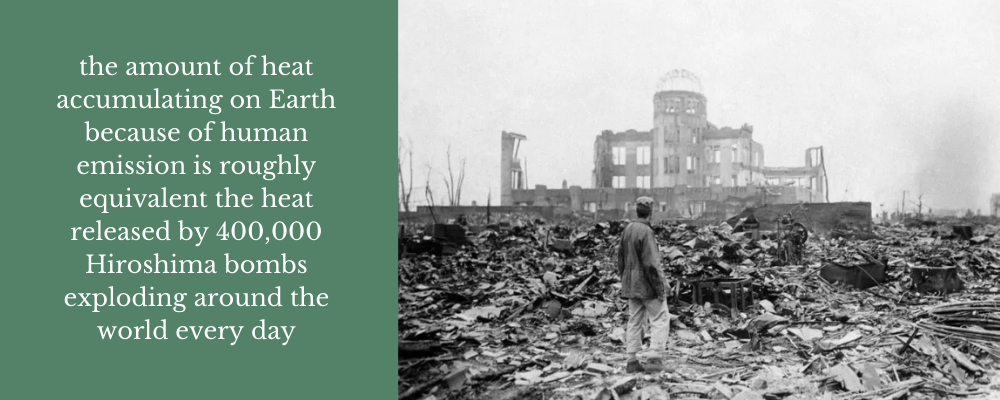 the amount of heat
accumulating on Earth
because of human
emission is roughly
equivalent the heat
released by 400,000
Hiroshima bombs
exploding around the
world every day